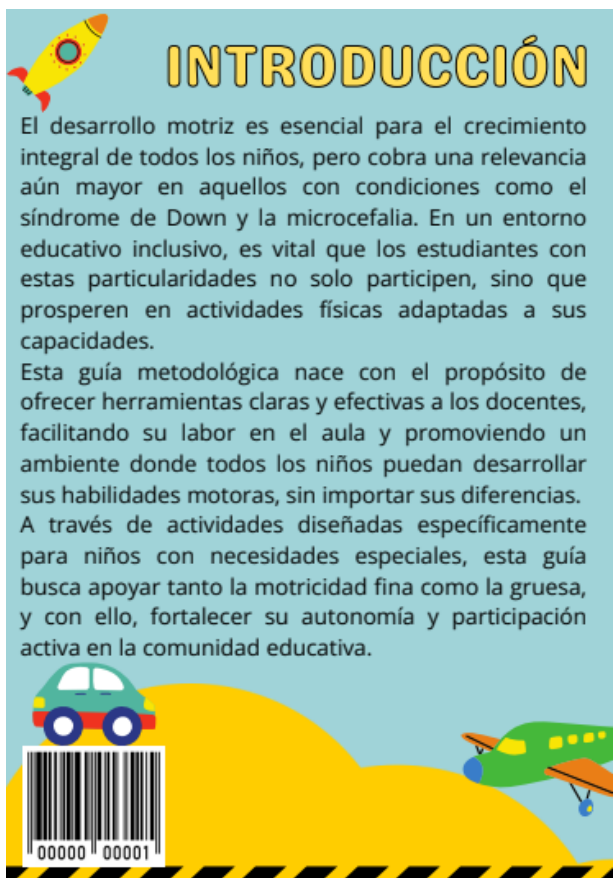 INTRODUCCIÓN
El desarrollo motriz es esencial para el crecimiento
integral de todos los niños, pero cobra una relevancia
aún mayor en aquellos con condiciones como el
síndrome de Down y la microcefalia. En un entorno
educativo inclusivo, es vital que los estudiantes con
estas particularidades no solo participen, sino que
prosperen en actividades físicas adaptadas a sus
capacidades.
Esta guía metodológica nace con el propósito de
ofrecer herramientas claras y efectivas a los docentes,
facilitando su labor en el aula y promoviendo un
ambiente donde todos los niños puedan desarrollar
sus habilidades motoras, sin importar sus diferencias.
A través de actividades diseñadas específicamente
para niños con necesidades especiales, esta guía
busca apoyar tanto la motricidad fina como la gruesa,
y con ello, fortalecer su autonomía y participación
activa en la comunidad educativa.
00000 00001